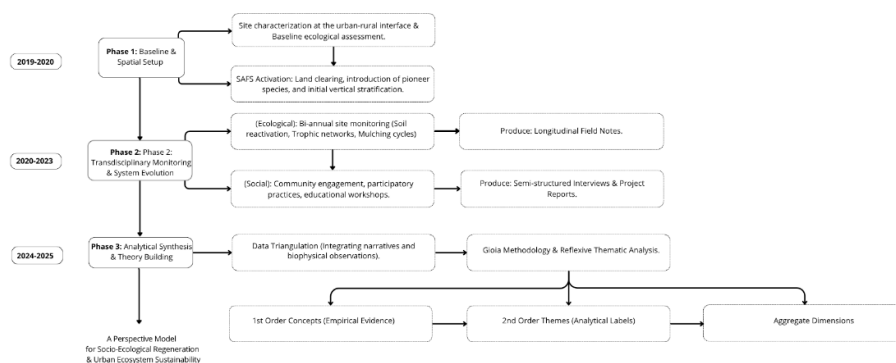 Site characterization at the urban-rural interface &
Baseline ecological assessment.
Phase 1: Baseline &
Spatial Setup
2019-2020
SAFS Activation: Land clearing, introduction of pioneer
species, and initial vertical stratification.
(Ecological): Bi-annual site monitoring (Soil
reactivation, Trophic networks, Mulching cycles)
Produce: Longitudinal Field Notes.
Phase 2: Phase 2:
Transdisciplinary Monitoring
& System Evolution
2020-2023
(Social): Community engagement, participatory
practices, educational workshops.
Produce: Semi-structured Interviews & Project
Reports.
Phase 3: Analytical Synthesis
& Theory Building
2024-2025
Data Triangulation (Integrating narratives and
biophysical observations).
Gioia Methodology & Reflexive Thematic Analysis.
1st Order Concepts (Empirical Evidence)
2nd Order Themes (Analytical Labels)
Aggregate Dimensions
A Perspective Model
for Socio-Ecological Regeneration
& Urban Ecosystem Sustainability